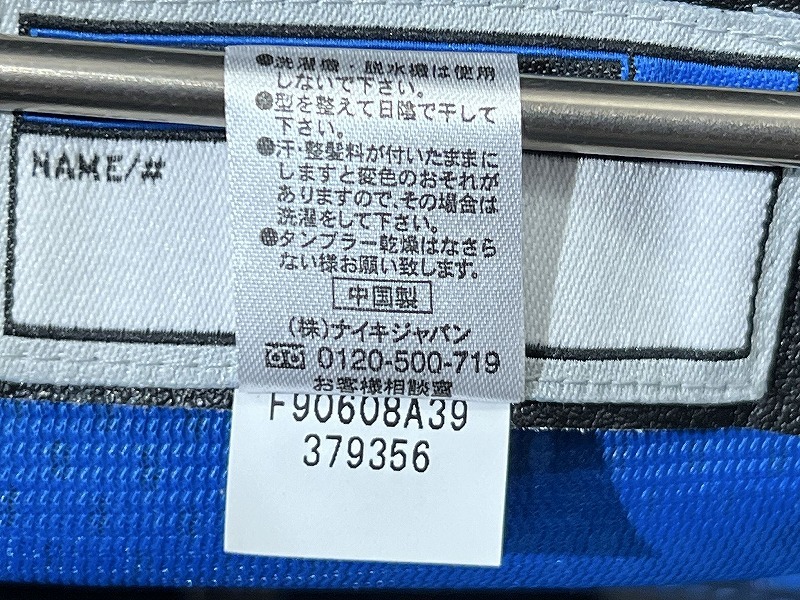 NAME/#
●洗濯機・脱水機は使用
しないで下さい。
●型を整えて日陰で干して
下さい。
●汗・整髪料が付いたままに
しますと変色のおそれが
ありますので、その場合は
洗濯をして下さい。
●タンブラー乾燥はなさら
ない様お願い致します。
中国製
(株)ナイキジャパン
0120-500-719
お客様相談室
F90608A39
379356